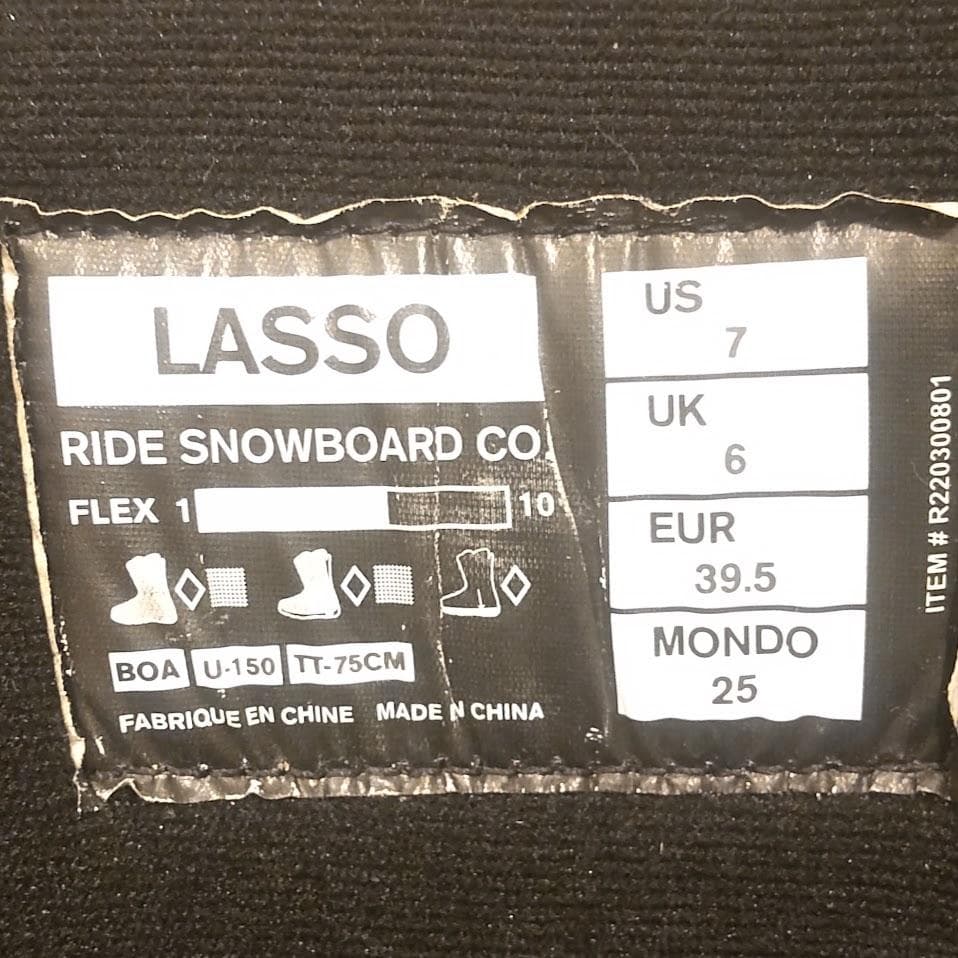 LASSO
RIDE SNOWBOARD CO.
FLEX 1 10
BOA U-150 TT-75CM
FABRIQUE EN CHINE MADE IN CHINA
US
7
UK
6
EUR
39.5
MONDO
25
ITEM # R220300801